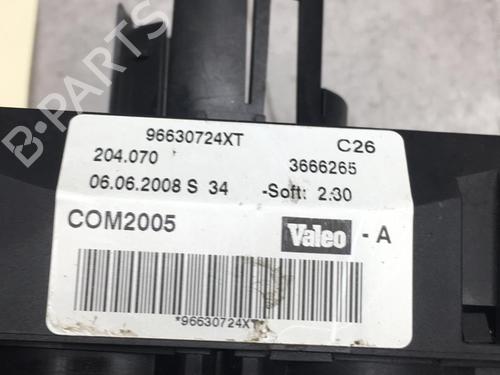 B-PARTS
96630724XT C26
204.070 3666265
06.06.2008 S 34 -Soft: 2.30
COM2005 Valeo - A
*96630724XT